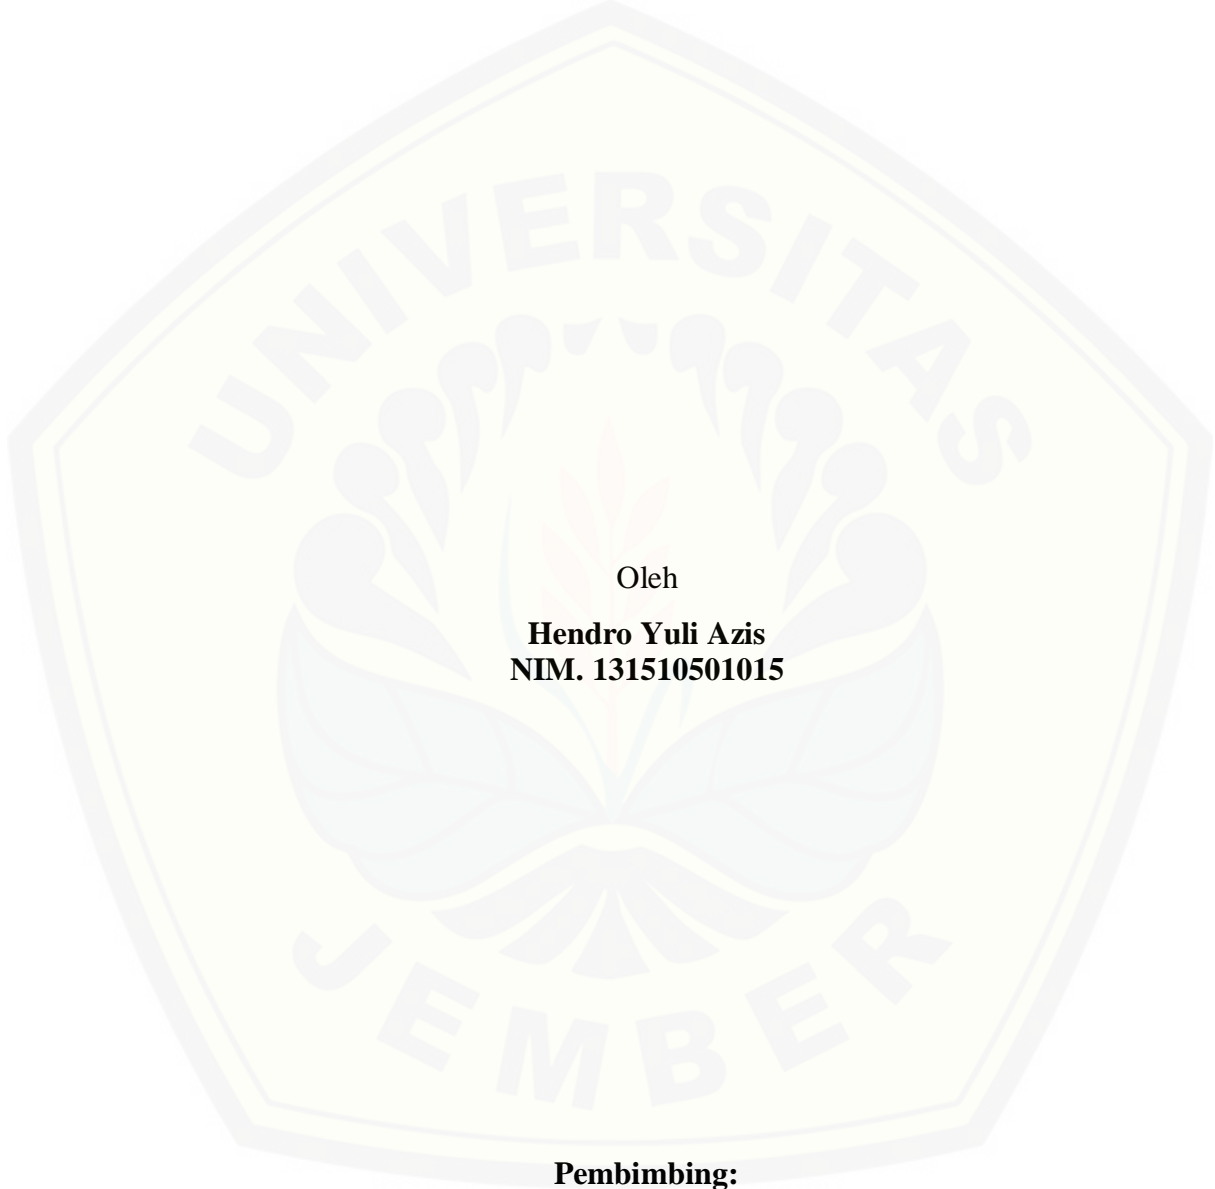 UNIVERSITAS
Oleh
Hendro Yuli Azis
NIM. 131510501015
JEMBER
Pembimbing: